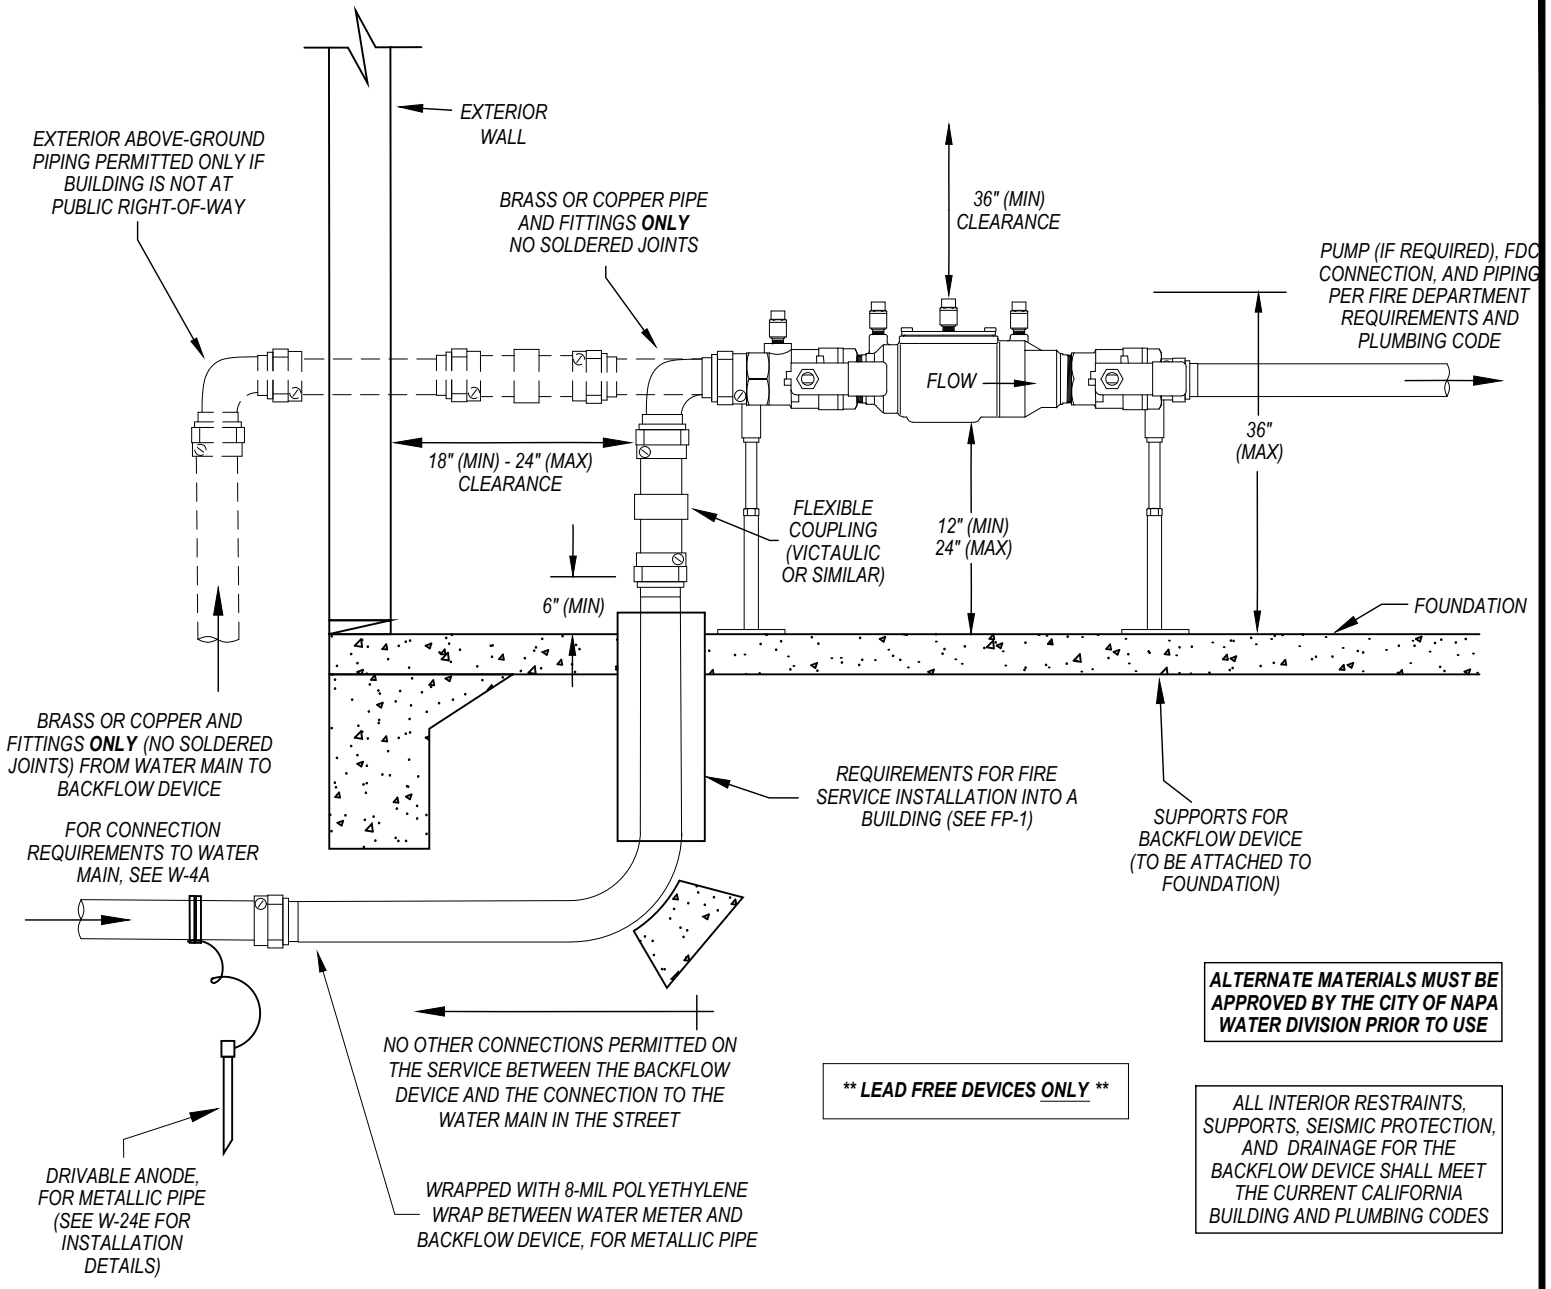 EXTERIOR
WALL
EXTERIOR ABOVE-GROUND
PIPING PERMITTED ONLY IF
BUILDING IS NOT AT
PUBLIC RIGHT-OF-WAY
BRASS OR COPPER PIPE
AND FITTINGS ONLY
NO SOLDERED JOINTS
36" (MIN)
CLEARANCE
PUMP (IF REQUIRED), FDC
CONNECTION, AND PIPING
PER FIRE DEPARTMENT
REQUIREMENTS AND
PLUMBING CODE
FLOW
18" (MIN) - 24" (MAX)
CLEARANCE
36"
(MAX)
FLEXIBLE
COUPLING
(VICTAULIC
OR SIMILAR)
12" (MIN)
24" (MAX)
6" (MIN)
FOUNDATION
BRASS OR COPPER AND
FITTINGS ONLY (NO SOLDERED
JOINTS) FROM WATER MAIN TO
BACKFLOW DEVICE
FOR CONNECTION
REQUIREMENTS TO WATER
MAIN, SEE W-4A
REQUIREMENTS FOR FIRE
SERVICE INSTALLATION INTO A
BUILDING (SEE FP-1)
SUPPORTS FOR
BACKFLOW DEVICE
(TO BE ATTACHED TO
FOUNDATION)
ALTERNATE MATERIALS MUST BE
APPROVED BY THE CITY OF NAPA
WATER DIVISION PRIOR TO USE
NO OTHER CONNECTIONS PERMITTED ON
THE SERVICE BETWEEN THE BACKFLOW
DEVICE AND THE CONNECTION TO THE
WATER MAIN IN THE STREET
** LEAD FREE DEVICES ONLY **
ALL INTERIOR RESTRAINTS,
SUPPORTS, SEISMIC PROTECTION,
AND DRAINAGE FOR THE
BACKFLOW DEVICE SHALL MEET
THE CURRENT CALIFORNIA
BUILDING AND PLUMBING CODES
DRIVABLE ANODE,
FOR METALLIC PIPE
(SEE W-24E FOR
INSTALLATION
DETAILS)
WRAPPED WITH 8-MIL POLYETHYLENE
WRAP BETWEEN WATER METER AND
BACKFLOW DEVICE, FOR METALLIC PIPE